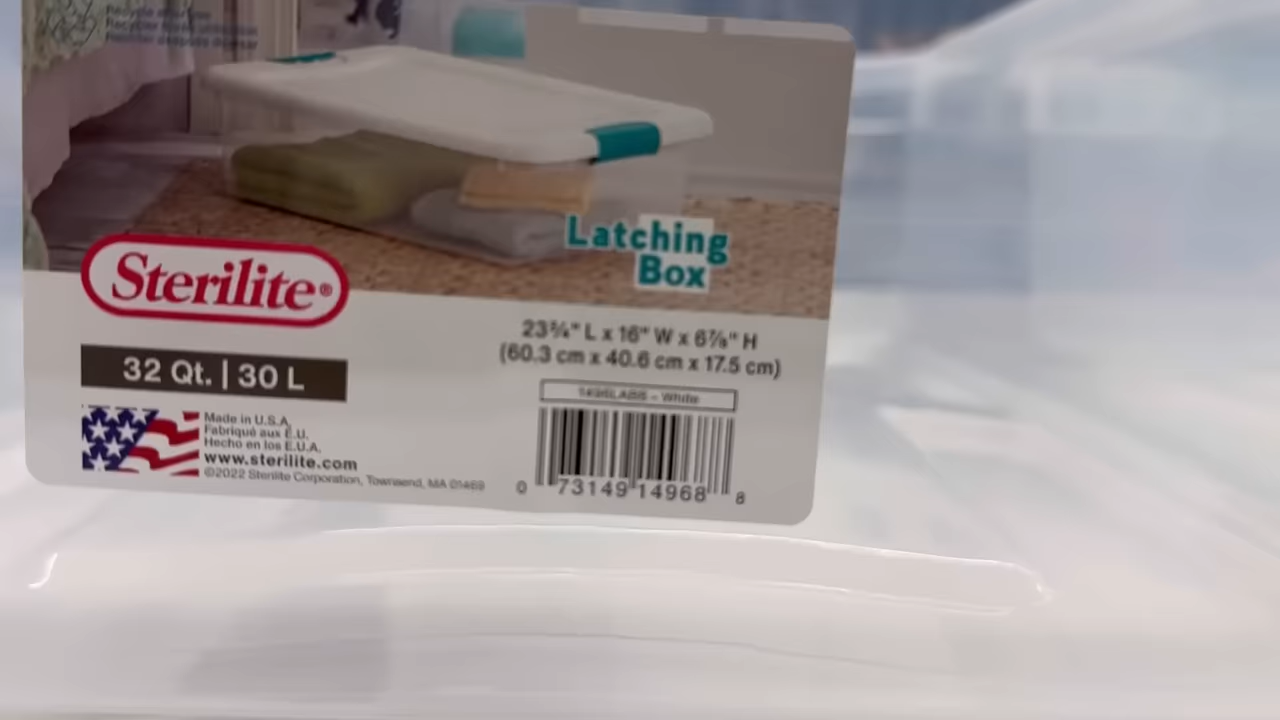 Latching
Box
Sterilite®
23¾" L x 16" W x 6⅞" H
(60.3 cm x 40.6 cm x 17.5 cm)
32 Qt. | 30 L
White
Made in U.S.A.
Fabriqué aux É.U.
Hecho en los E.U.A.
www.sterilite.com
©2022 Sterilite Corporation, Townsend, MA 01469
0 73149 14968 8